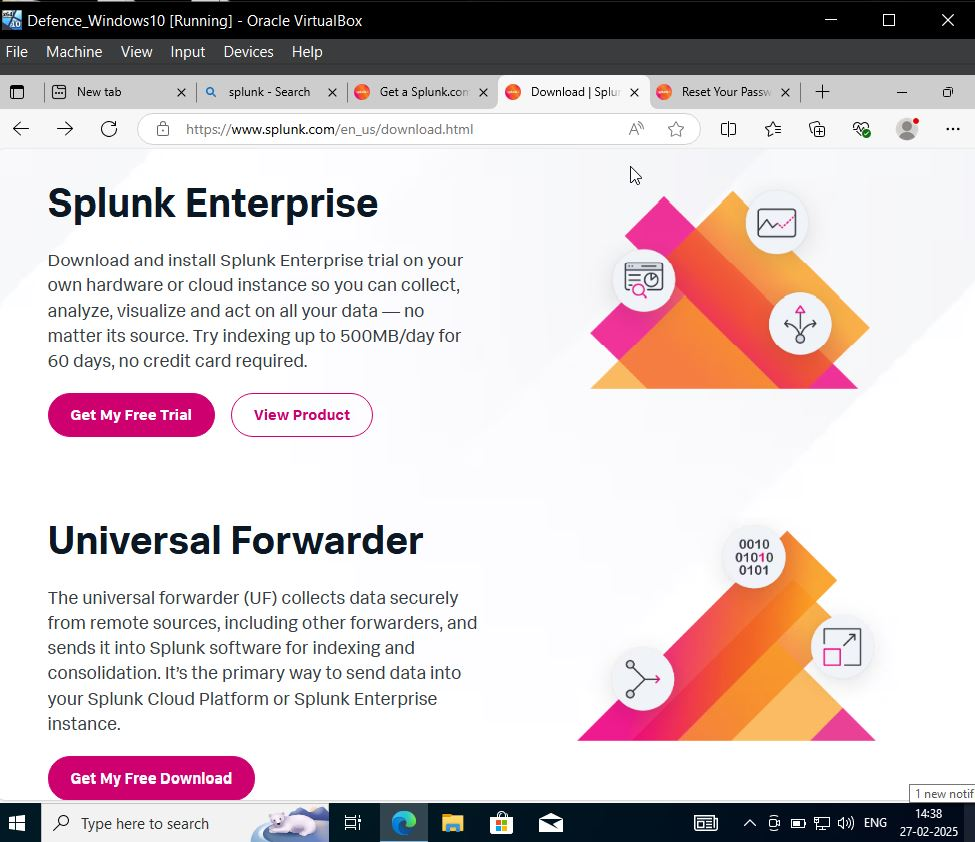 Defence_Windows10 [Running] - Oracle VirtualBox
File Machine View Input Devices Help
New tab
splunk - Search
Get a Splunk.com
Download | Splun
Reset Your Passw
https://www.splunk.com/en_us/download.html
Splunk Enterprise
Download and install Splunk Enterprise trial on your
own hardware or cloud instance so you can collect,
analyze, visualize and act on all your data — no
matter its source. Try indexing up to 500MB/day for
60 days, no credit card required.
Get My Free Trial
View Product
Universal Forwarder
0010
01010
0101
The universal forwarder (UF) collects data securely
from remote sources, including other forwarders, and
sends it into Splunk software for indexing and
consolidation. It’s the primary way to send data into
your Splunk Cloud Platform or Splunk Enterprise
instance.
Get My Free Download
1 new notif
Type here to search
ENG
14:38
27-02-2025